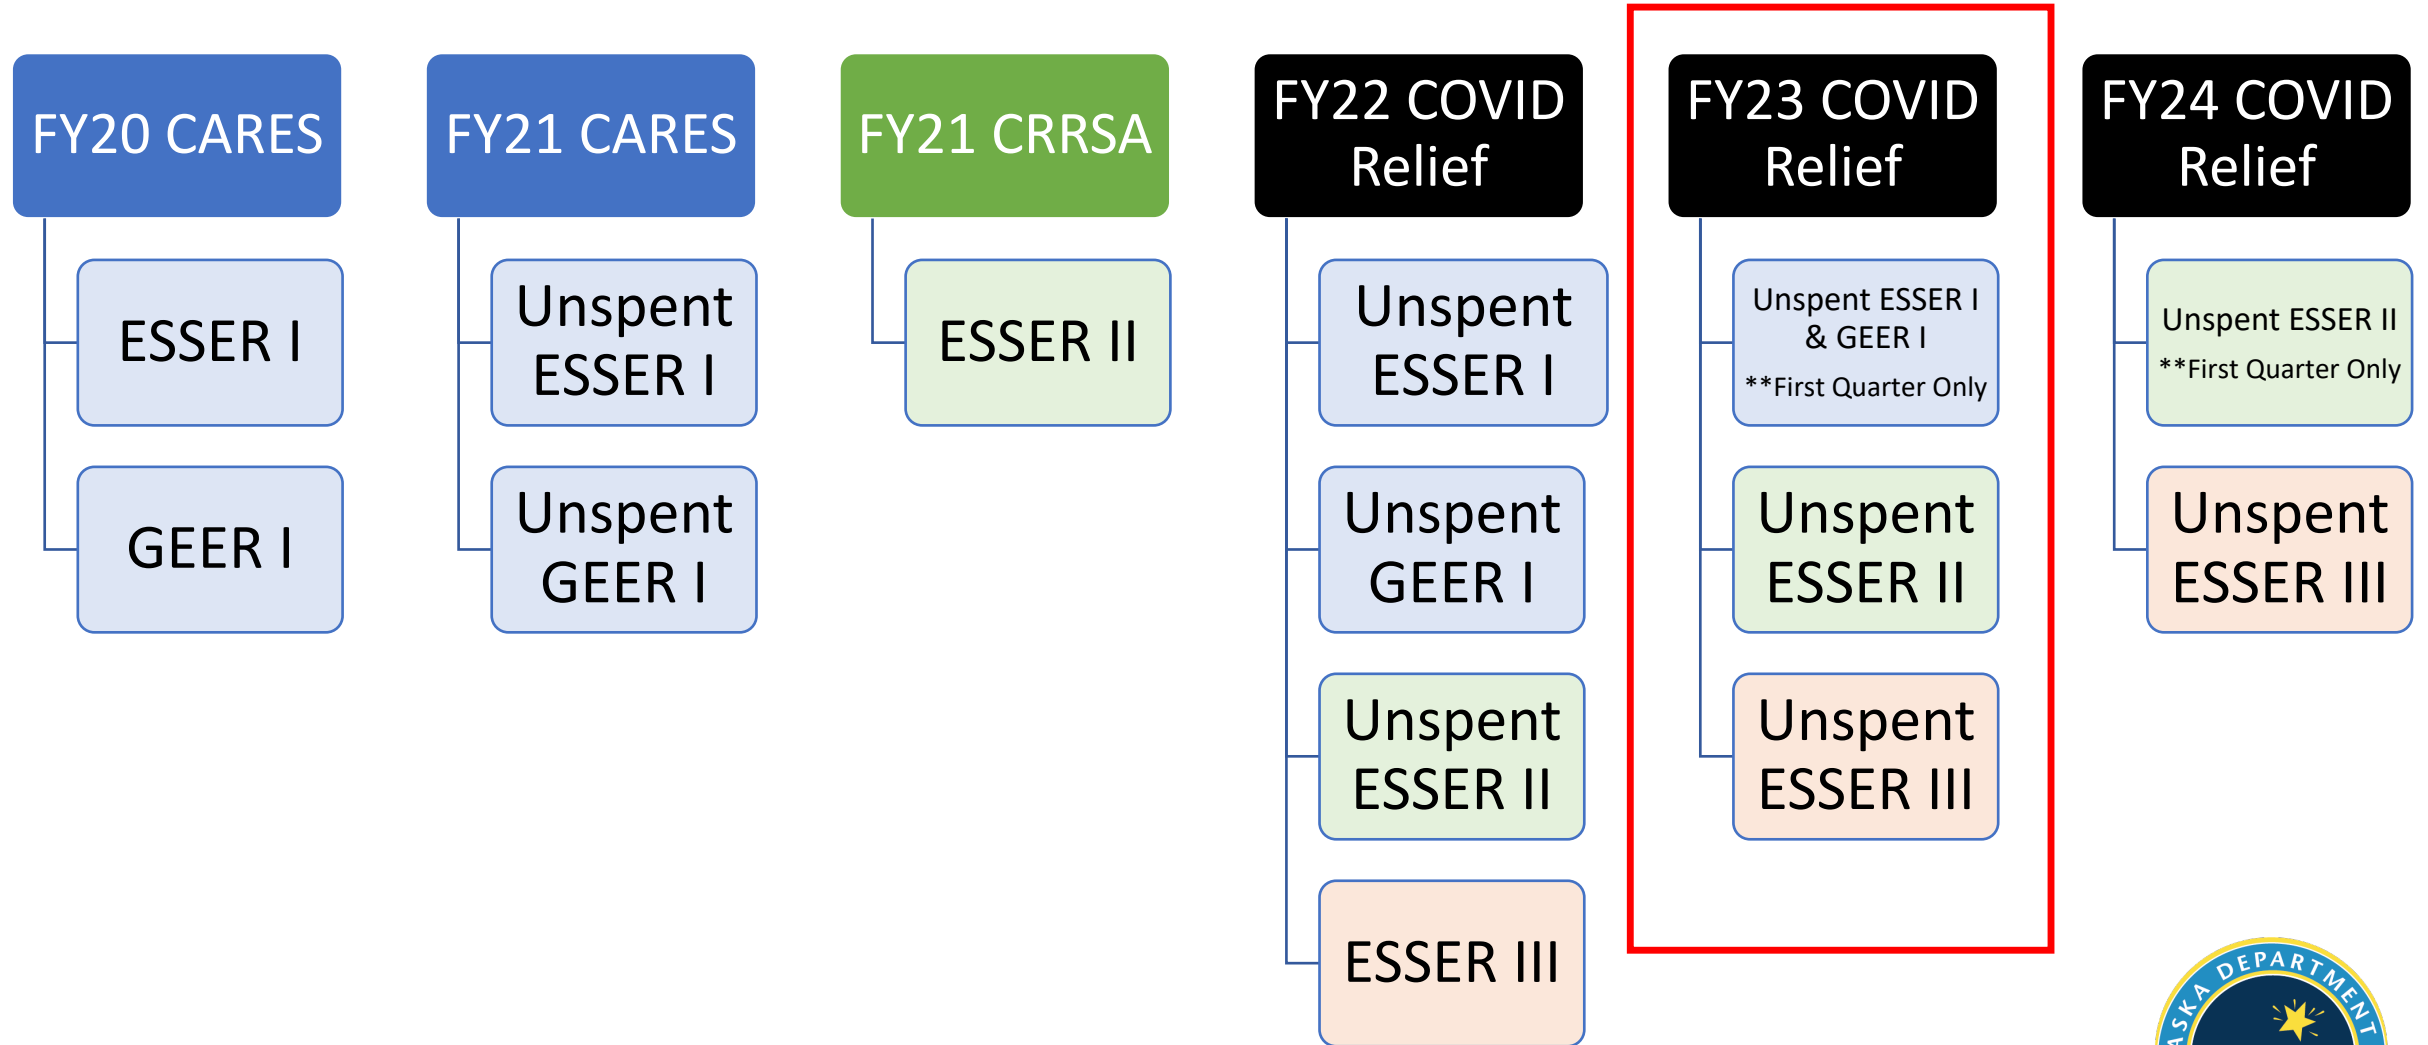 FY20 CARES
ESSER I
GEER I
FY21 CARES
Unspent
ESSER I
Unspent
GEER I
FY21 CRRSA
ESSER II
FY22 COVID
Relief
Unspent
ESSER I
Unspent
GEER I
Unspent
ESSER II
ESSER III
FY23 COVID
Relief
Unspent ESSER I
& GEER I
**First Quarter Only
Unspent
ESSER II
Unspent
ESSER III
FY24 COVID
Relief
Unspent ESSER II
**First Quarter Only
Unspent
ESSER III
DEPARTMENT